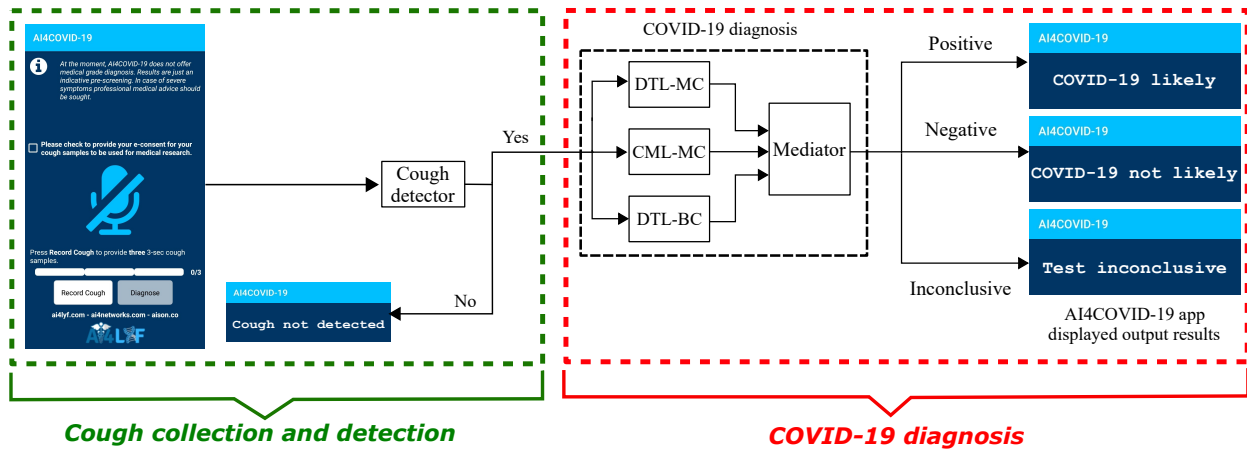 AI4COVID-19
At the moment, AI4COVID-19 does not offer
medical grade diagnosis. Results are just an
indicative pre-screening. In case of severe
symptoms professional medical advice should
be sought.
Please check to provide your e-consent for your
cough samples to be used for medical research.
Press Record Cough to provide three 3-sec cough
samples.
0/3
Record Cough
Diagnose
ai4lyf.com - ai4networks.com - aison.co
AI4LYF
Cough
detector
Yes
No
AI4COVID-19
Cough not detected
Cough collection and detection
COVID-19 diagnosis
DTL-MC
CML-MC
DTL-BC
Mediator
Positive
Negative
Inconclusive
AI4COVID-19
COVID-19 likely
AI4COVID-19
COVID-19 not likely
AI4COVID-19
Test inconclusive
AI4COVID-19 app
displayed output results
COVID-19 diagnosis